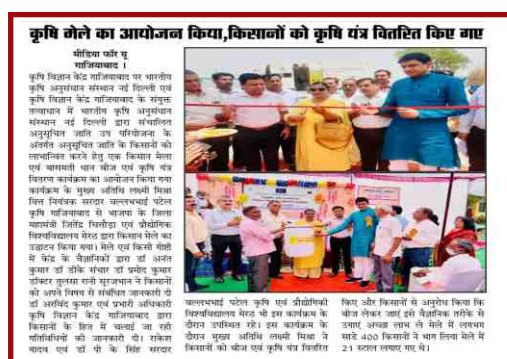 कृषि मेले का आयोजन किया,किसानों को कृषि यंत्र वितरित किए गए
मीडिया फॉर यू
गाजियाबाद ।
कृषि विज्ञान केंद्र गाजियाबाद पर भारतीय
कृषि अनुसंधान संस्थान नई दिल्ली एवं
कृषि विज्ञान केंद्र गाजियाबाद के संयुक्त
तत्वाधान में भारतीय कृषि अनुसंधान
संस्थान नई दिल्ली द्वारा संचालित
अनुसूचित जाति उप परियोजना के
अंतर्गत अनुसूचित जाति के किसानों को
लाभान्वित करने हेतु एक किसान मेला
एवं बासमती धान बीज एवं कृषि यंत्र
वितरण कार्यक्रम का आयोजन किया गया
कार्यक्रम के मुख्य अतिथि लक्ष्मी मिश्रा
वित्त नियंत्रक सरदार वल्लभभाई पटेल
कृषि गाजियाबाद से भाजपा के जिला
महामंत्री जितेंद्र चित्तौड़ा एवं प्रौद्योगिक
विश्वविद्यालय मेरठ द्वारा किसान मेले का
उद्घाटन किया गया। मेले एवं किसी गोष्ठी
में केंद्र के वैज्ञानिकों द्वारा डॉ अनंत
कुमार डॉ डीके संचार डॉ प्रमोद कुमार
डॉक्टर तुलसा रानी सूरजभान ने किसानों
को अपने विषय से संबंधित जानकारी दी
डॉ अरविंद कुमार एवं प्रभारी अधिकारी
कृषि विज्ञान केंद्र गाजियाबाद द्वारा
किसानों के हित में चलाई जा रही
गतिविधिनों की जानकारी दी। राकेश
यादव एवं डॉ पी के सिंह सरदार
वल्लभभाई पटेल कृषि एवं प्रौद्योगिकी
विश्वविद्यालय मेरठ भी इस कार्यक्रम के
दौरान उपस्थित रहे। इस कार्यक्रम के
दौरान मुख्य अतिथि लक्ष्मी मिश्रा ने
किसानों को बीज एवं कृषि यंत्र वितरित
किए और किसानों से अनुरोध किया कि
बीज लेकर जाएं इसे वैज्ञानिक तरीके से
उगाएं अच्छा लाभ ले मेले में लगभग
साढे 400 किसानों ने भाग लिया मेले में
21 स्टाल लगाए गए थे।